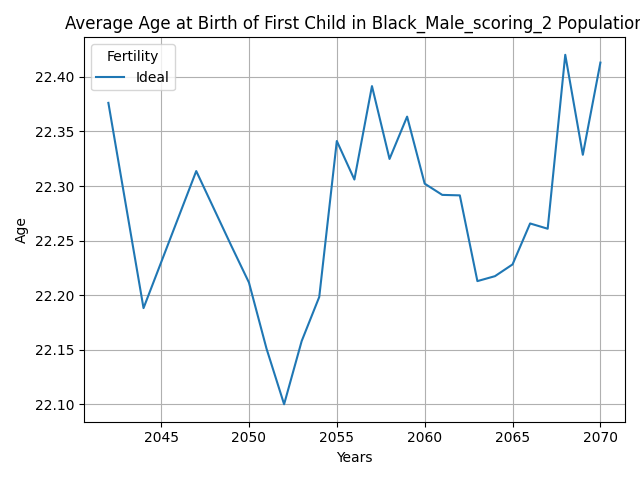 Average Age at Birth of First Child in Black_Male_scoring_2 Population
Fertility
Ideal
22.40
22.35
22.30
22.25
22.20
22.15
22.10
Age
2045 2050 2055 2060 2065 2070
Years